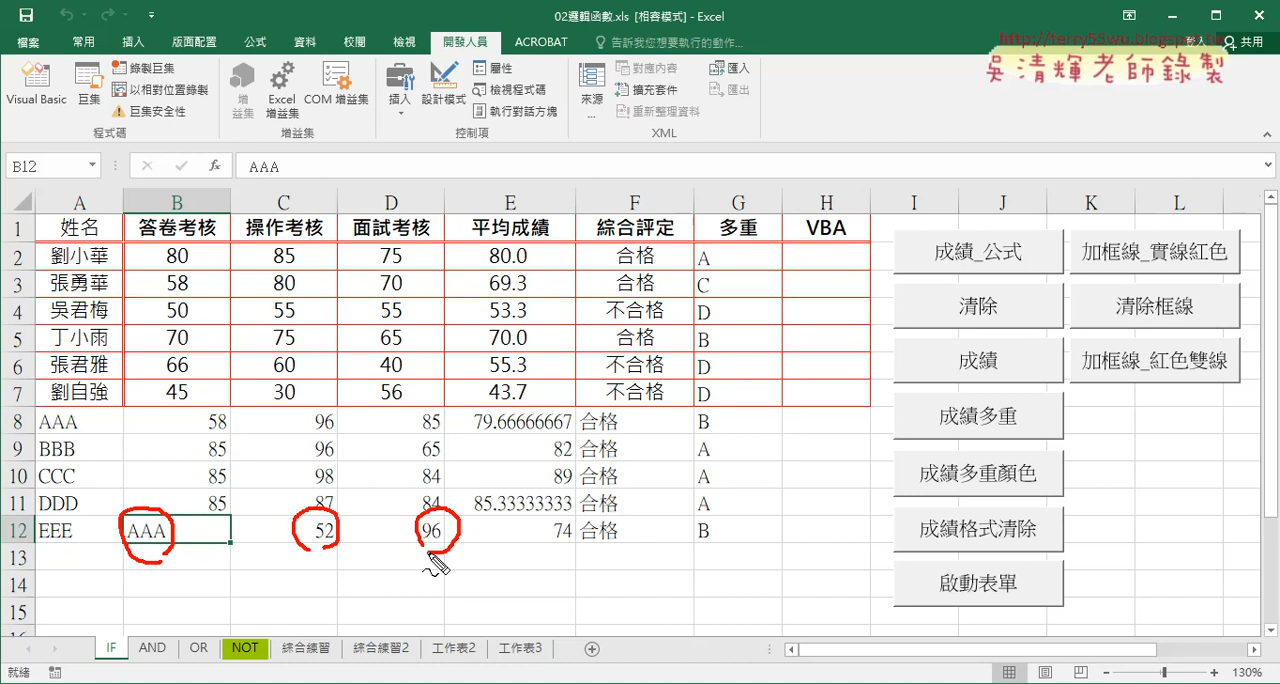 02邏輯函數.xls [相容模式] - Excel
檔案 常用 插入 版面配置 公式 資料 校閱 檢視 開發人員 ACROBAT 告訴我您想要執行的動作... 登入 共用
http://terry55wu.blogspot.tw
吳清輝老師錄製
Visual Basic 巨集 錄製巨集 以相對位置錄製 巨集安全性 程式碼
增益集 Excel 增益集 COM 增益集 增益集
插入 設計模式 屬性 檢視程式碼 執行對話方塊 控制項
來源... 對應內容 擴充套件 重新整理資料 匯入 匯出 XML
B12 fx AAA
A B C D E F G H I J K L
1 姓名 答卷考核 操作考核 面試考核 平均成績 綜合評定 多重 VBA
2 劉小華 80 85 75 80.0 合格 A
3 張勇華 58 80 70 69.3 合格 C
4 吳君梅 50 55 55 53.3 不合格 D
5 丁小雨 70 75 65 70.0 合格 B
6 張君雅 66 60 40 55.3 不合格 D
7 劉自強 45 30 56 43.7 不合格 D
8 AAA 58 96 85 79.66666667 合格 B
9 BBB 85 96 65 82 合格 A
10 CCC 85 98 84 89 合格 A
11 DDD 85 87 84 85.33333333 合格 A
12 EEE AAA 52 96 74 合格 B
13
14
15
成績_公式 加框線_實線紅色
清除 清除框線
成績 加框線_紅色雙線
成績多重
成績多重顏色
成績格式清除
啟動表單
IF AND OR NOT 綜合練習 綜合練習2 工作表2 工作表3
就緒 130%